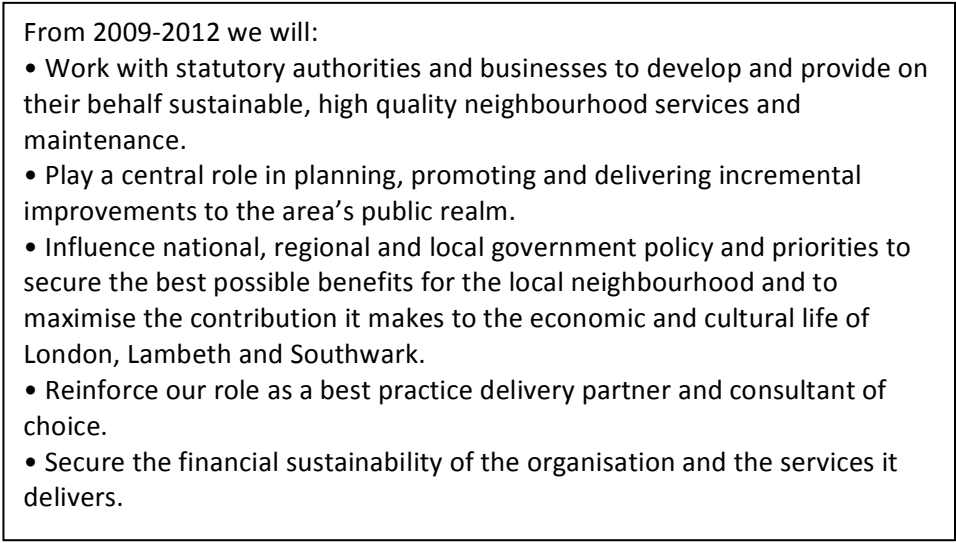 From 2009-2012 we will:
• Work with statutory authorities and businesses to develop and provide on
their behalf sustainable, high quality neighbourhood services and
maintenance.
• Play a central role in planning, promoting and delivering incremental
improvements to the area’s public realm.
• Influence national, regional and local government policy and priorities to
secure the best possible benefits for the local neighbourhood and to
maximise the contribution it makes to the economic and cultural life of
London, Lambeth and Southwark.
• Reinforce our role as a best practice delivery partner and consultant of
choice.
• Secure the financial sustainability of the organisation and the services it
delivers.